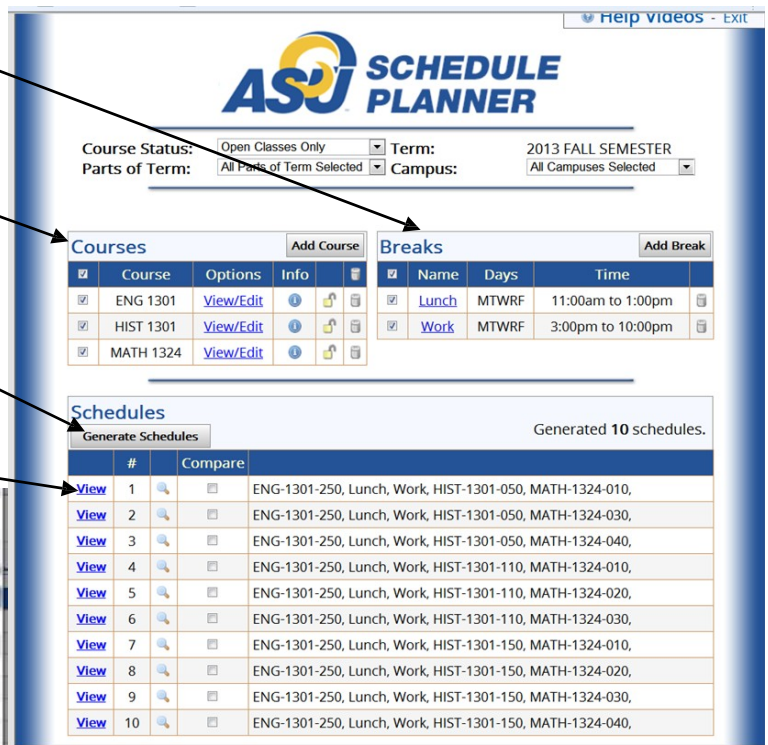 Help Videos - Exit
ASU SCHEDULE PLANNER
Course Status: Open Classes Only Term: 2013 FALL SEMESTER
Parts of Term: All Parts of Term Selected Campus: All Campuses Selected
Courses Add Course
Course Options Info
ENG 1301 View/Edit
HIST 1301 View/Edit
MATH 1324 View/Edit
Breaks Add Break
Name Days Time
Lunch MTWRF 11:00am to 1:00pm
Work MTWRF 3:00pm to 10:00pm
Schedules
Generate Schedules Generated 10 schedules.
# Compare
View 1 ENG-1301-250, Lunch, Work, HIST-1301-050, MATH-1324-010,
View 2 ENG-1301-250, Lunch, Work, HIST-1301-050, MATH-1324-030,
View 3 ENG-1301-250, Lunch, Work, HIST-1301-050, MATH-1324-040,
View 4 ENG-1301-250, Lunch, Work, HIST-1301-110, MATH-1324-010,
View 5 ENG-1301-250, Lunch, Work, HIST-1301-110, MATH-1324-020,
View 6 ENG-1301-250, Lunch, Work, HIST-1301-110, MATH-1324-030,
View 7 ENG-1301-250, Lunch, Work, HIST-1301-150, MATH-1324-010,
View 8 ENG-1301-250, Lunch, Work, HIST-1301-150, MATH-1324-020,
View 9 ENG-1301-250, Lunch, Work, HIST-1301-150, MATH-1324-030,
View 10 ENG-1301-250, Lunch, Work, HIST-1301-150, MATH-1324-040,